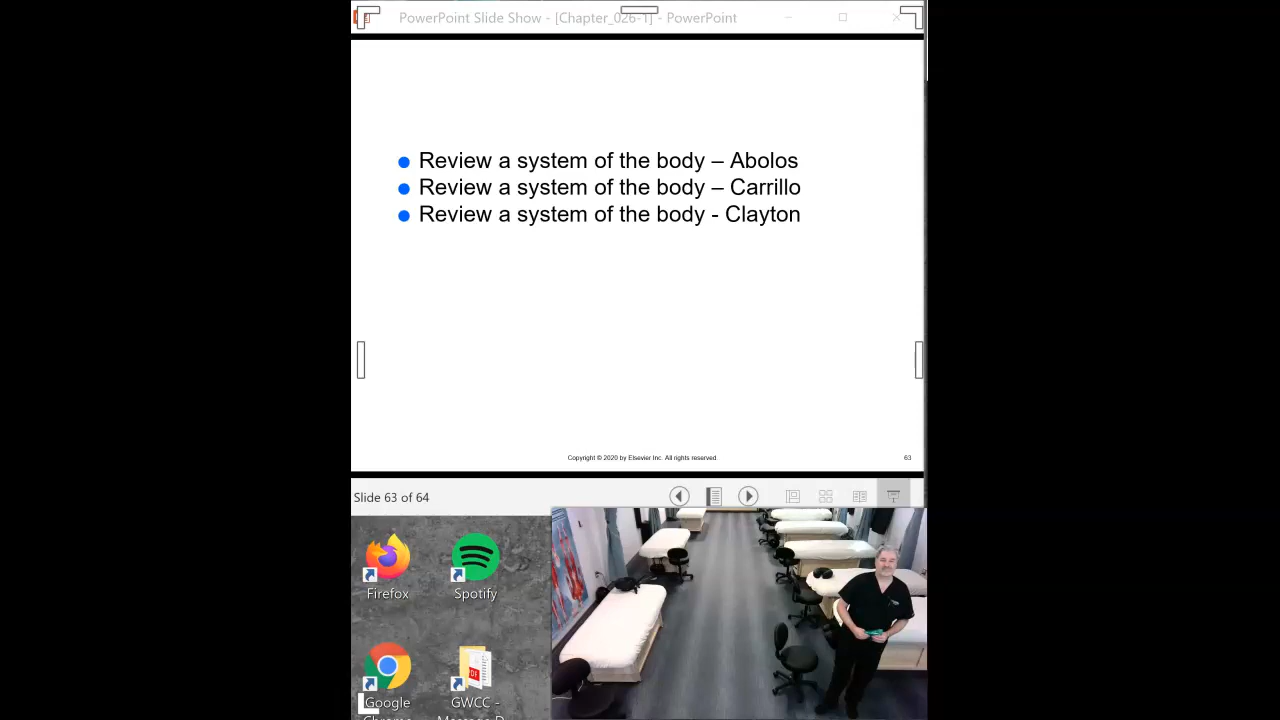 PowerPoint Slide Show - [Chapter_026-1] - PowerPoint
Review a system of the body – Abolos
Review a system of the body – Carrillo
Review a system of the body - Clayton
Copyright © 2020 by Elsevier Inc. All rights reserved.
63
Slide 63 of 64
Firefox
Spotify
Google
GWCC -